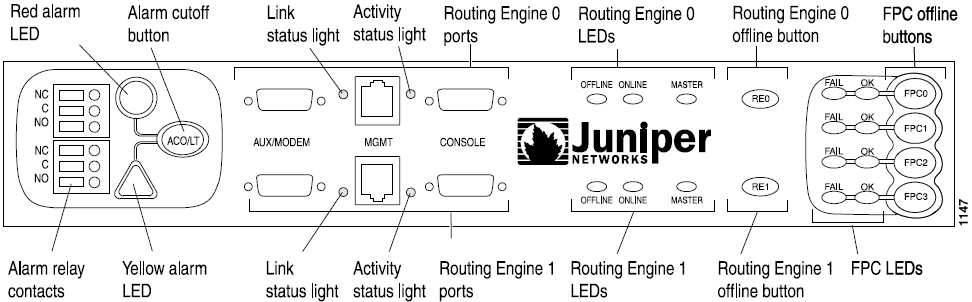 Red alarm
LED
Alarm cutoff
button
Link
status light
Activity
status light
Routing Engine 0
ports
Routing Engine 0
LEDs
Routing Engine 0
offline button
FPC offline
buttons
NC
C
NO
NC
C
NO
ACO/LT
AUX/MODEM
MGMT
CONSOLE
Juniper
NETWORKS
OFFLINE ONLINE MASTER
OFFLINE ONLINE MASTER
RE0
RE1
FAIL OK FPC0
FAIL OK FPC1
FAIL OK FPC2
FAIL OK FPC3
1147
Alarm relay
contacts
Yellow alarm
LED
Link
status light
Activity
status light
Routing Engine 1
ports
Routing Engine 1
LEDs
Routing Engine 1
offline button
FPC LEDs